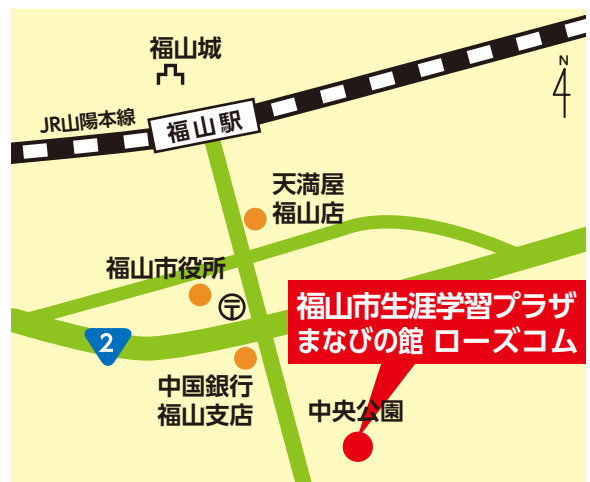 福山城
N
JR山陽本線
福山駅
天満屋
福山店
福山市役所
〒
福山市生涯学習プラザ
まなびの館 ローズコム
2
中国銀行
福山支店
中央公園